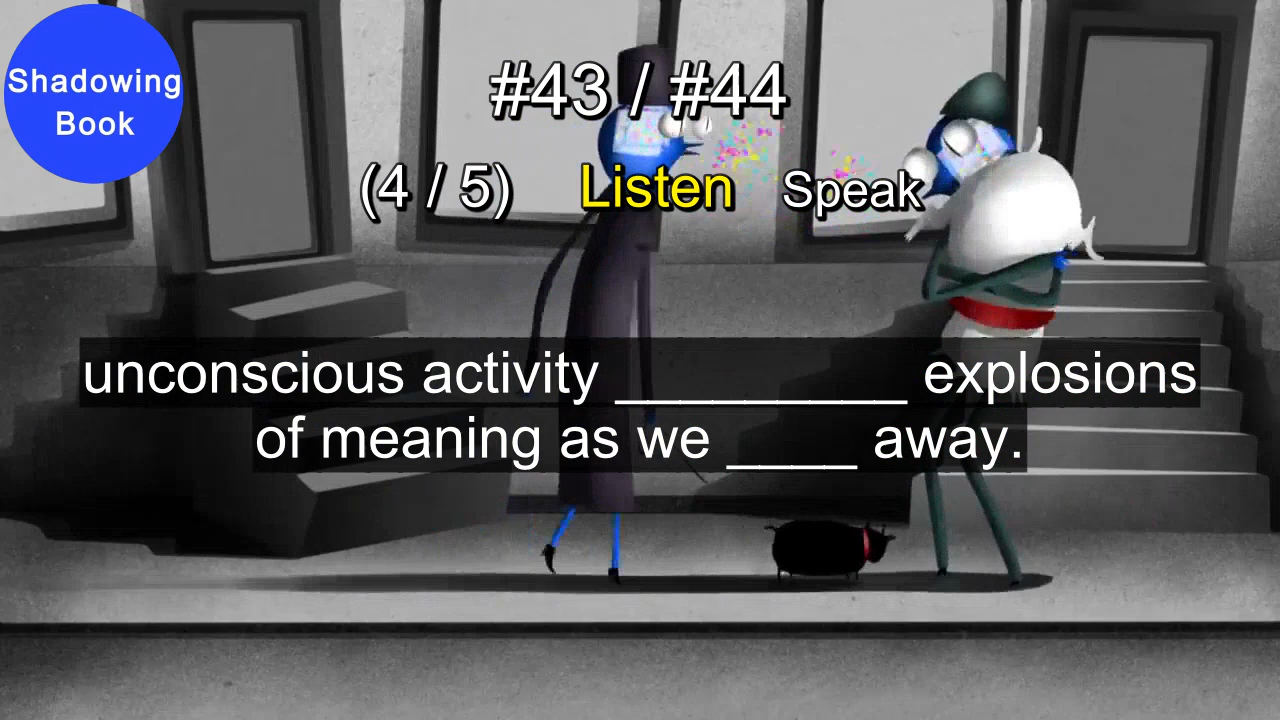 Shadowing
Book
#43 / #44
(4 / 5) Listen Speak
unconscious activity _________ explosions
of meaning as we ____ away.